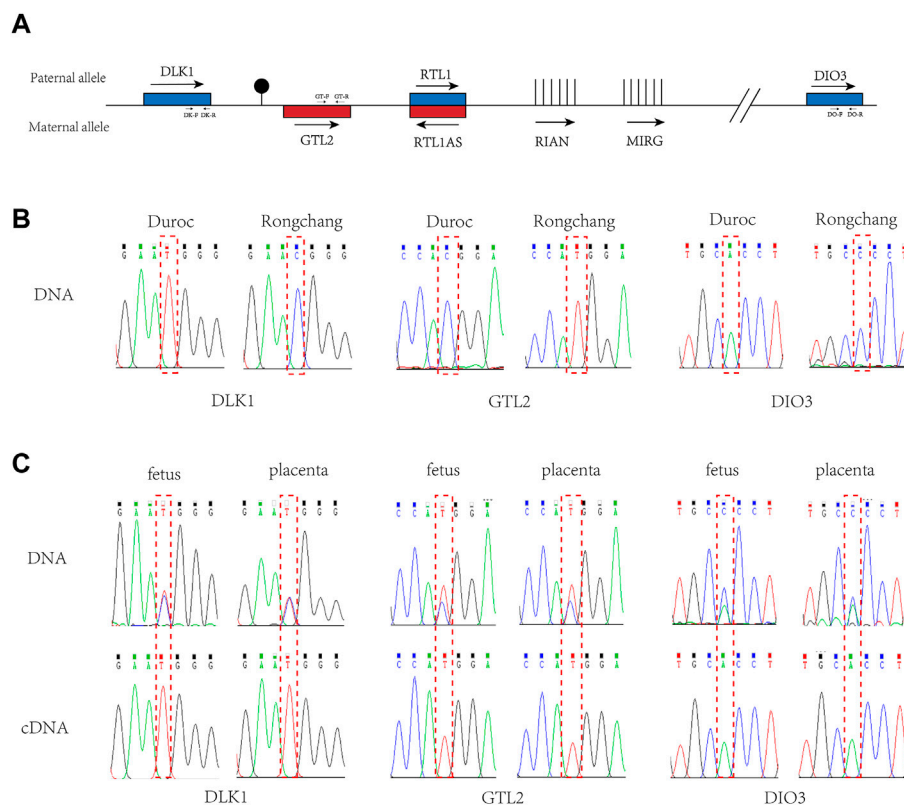 A
Paternal allele
DLK1
RTL1
DIO3
GT-F GT-R
DK-F DK-R
DO-F DO-R
Maternal allele
GTL2
RTL1AS
RIAN
MIRG
B
Duroc Rongchang Duroc Rongchang Duroc Rongchang
G A A T G G G G A A C G G G C C A C G G A C C A T G G A T G C A C C T T G C C C C T
DNA
DLK1 GTL2 DIO3
C
fetus placenta fetus placenta fetus placenta
G A A T G G G G A A T G G G C C A T G G A C C A T G G A T G C C C C T T G C C C C T
DNA
G A A T G G G G A A T G G G C C A T G G A C C A T G G A T G C A C C T T G C A C C T
cDNA
DLK1 GTL2 DIO3